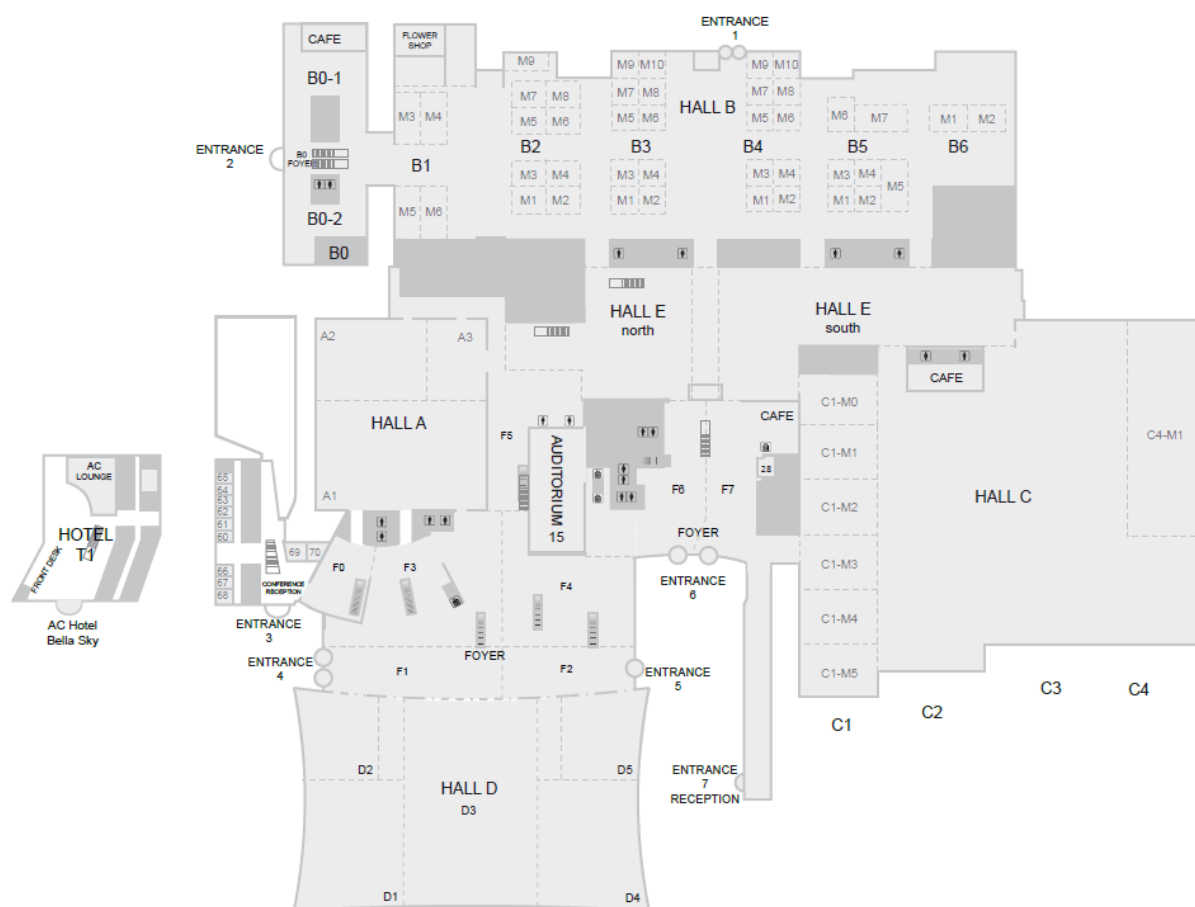 ENTRANCE
1
CAFE
FLOWER
SHOP
B0-1
M9
M9 M10
M9 M10
M7 M8
M7 M8
M7 M8
HALL B
M3 M4
M5 M6
M5 M6
M5 M6
M6
M7
M1 M2
ENTRANCE
2
B0
FOYER
B1
B2
B3
B4
B5
B6
M3 M4
M3 M4
M3 M4
M3 M4
M5
M1 M2
M1 M2
M1 M2
M1 M2
B0-2
M5 M6
B0
HALL E
north
HALL E
south
A2
A3
CAFE
HALL A
F5
CAFE
C1-M0
AUDITORIUM
15
C1-M1
C4-M1
28
AC
LOUNGE
65
64
63
62
61
60
A1
F6
F7
C1-M2
HALL C
HOTEL
T1
FRONT DESK
FOYER
69 70
66
67
68
CONFERENCE
RECEPTION
F0
F3
F4
ENTRANCE
6
C1-M3
AC Hotel
Bella Sky
ENTRANCE
3
C1-M4
ENTRANCE
4
FOYER
F1
F2
ENTRANCE
5
C1-M5
C1
C2
C3
C4
D2
HALL D
D3
D5
ENTRANCE
7
RECEPTION
D1
D4